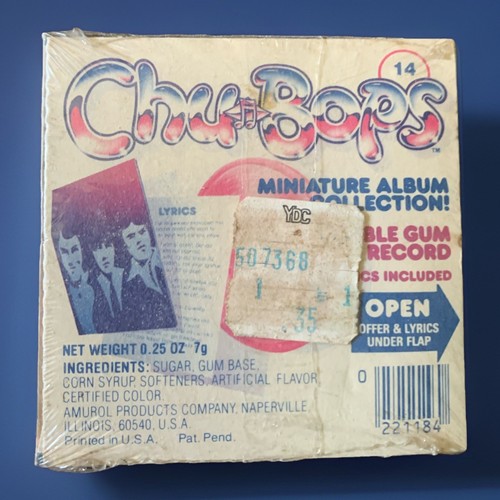 14
Chu Bops
TM
MINIATURE ALBUM
COLLECTION!
BLE GUM
RECORD
CS INCLUDED
LYRICS
YDC
507368
1 1
.35
OPEN
OFFER & LYRICS
UNDER FLAP
NET WEIGHT 0.25 OZ 7g
INGREDIENTS: SUGAR, GUM BASE,
CORN SYRUP, SOFTENERS, ARTIFICIAL FLAVOR,
CERTIFIED COLOR.
AMUROL PRODUCTS COMPANY, NAPERVILLE,
ILLINOIS, 60540, U.S.A.
Printed in U.S.A. Pat. Pend.
0
221184